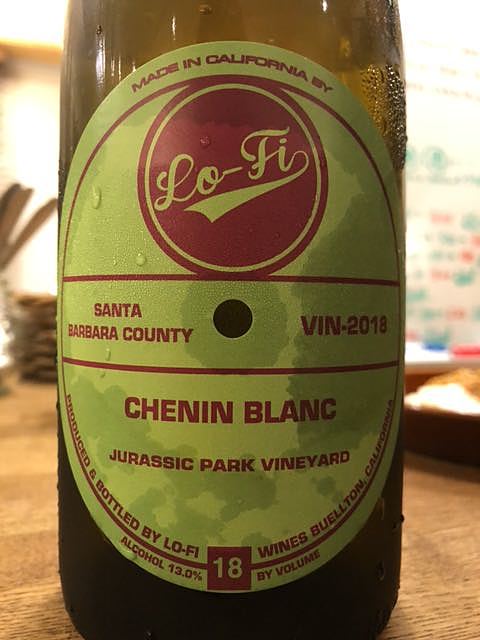 MADE IN CALIFORNIA BY
Lo-Fi
SANTA
BARBARA COUNTY
VIN-2018
CHENIN BLANC
JURASSIC PARK VINEYARD
PRODUCED & BOTTLED BY LO-FI WINES BUELLTON, CALIFORNIA
ALCOHOL 13.0% BY VOLUME
18